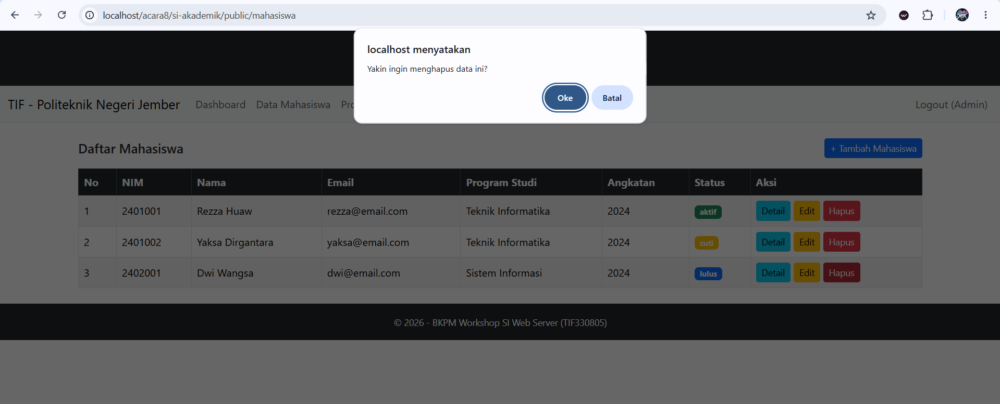 localhost/acara8/si-akademik/public/mahasiswa
localhost menyatakan
Yakin ingin menghapus data ini?
Oke Batal
TIF - Politeknik Negeri Jember Dashboard Data Mahasiswa Logout (Admin)
Daftar Mahasiswa + Tambah Mahasiswa
No NIM Nama Email Program Studi Angkatan Status Aksi
1 2401001 Rezza Huaw rezza@email.com Teknik Informatika 2024 aktif Detail Edit Hapus
2 2401002 Yaksa Dirgantara yaksa@email.com Teknik Informatika 2024 cuti Detail Edit Hapus
3 2402001 Dwi Wangsa dwi@email.com Sistem Informasi 2024 lulus Detail Edit Hapus
© 2026 - BKPM Workshop SI Web Server (TIF330805)